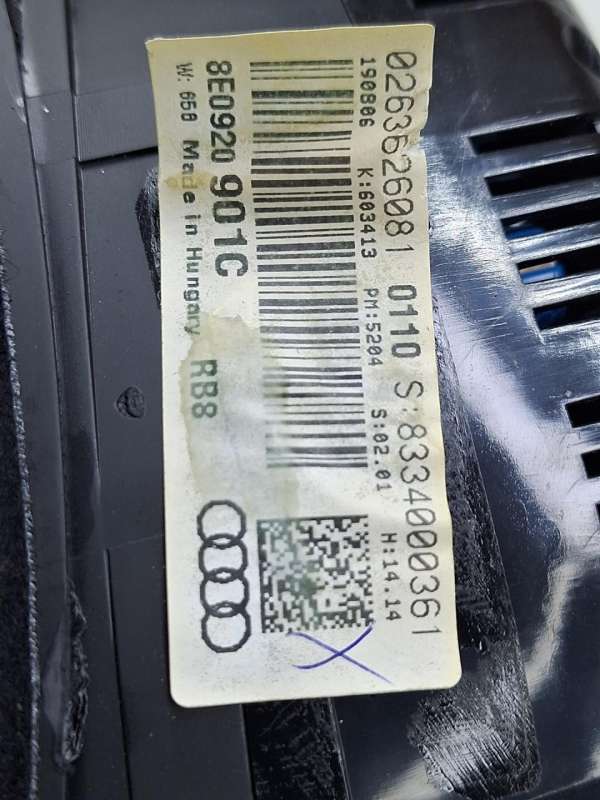 0263626081 0110 S:8334000361
190806 K:603413 PM:5204 S:02.01 H:14.14
8E0920 901C RB8
W: 658 Made in Hungary